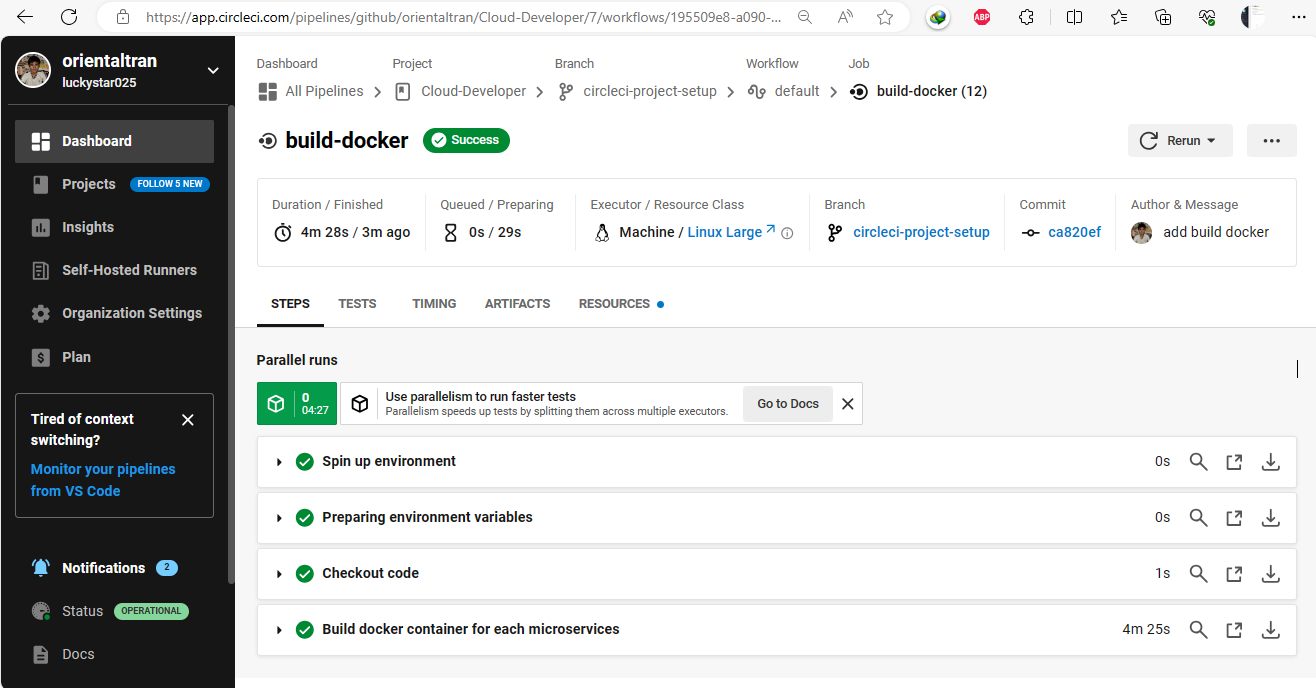 https://app.circleci.com/pipelines/github/orientaltran/Cloud-Developer/7/workflows/195509e8-a090-...
ABP
orientaltran
luckystar025
Dashboard
Projects FOLLOW 5 NEW
Insights
Self-Hosted Runners
Organization Settings
Plan
Tired of context
switching?
Monitor your pipelines
from VS Code
Notifications 2
Status OPERATIONAL
Docs
Dashboard Project Branch Workflow Job
All Pipelines Cloud-Developer circleci-project-setup default build-docker (12)
build-docker Success Rerun
Duration / Finished Queued / Preparing Executor / Resource Class Branch Commit Author & Message
4m 28s / 3m ago 0s / 29s Machine / Linux Large circleci-project-setup ca820ef add build docker
STEPS TESTS TIMING ARTIFACTS RESOURCES
Parallel runs
0
04:27
Use parallelism to run faster tests
Parallelism speeds up tests by splitting them across multiple executors.
Go to Docs
Spin up environment 0s
Preparing environment variables 0s
Checkout code 1s
Build docker container for each microservices 4m 25s